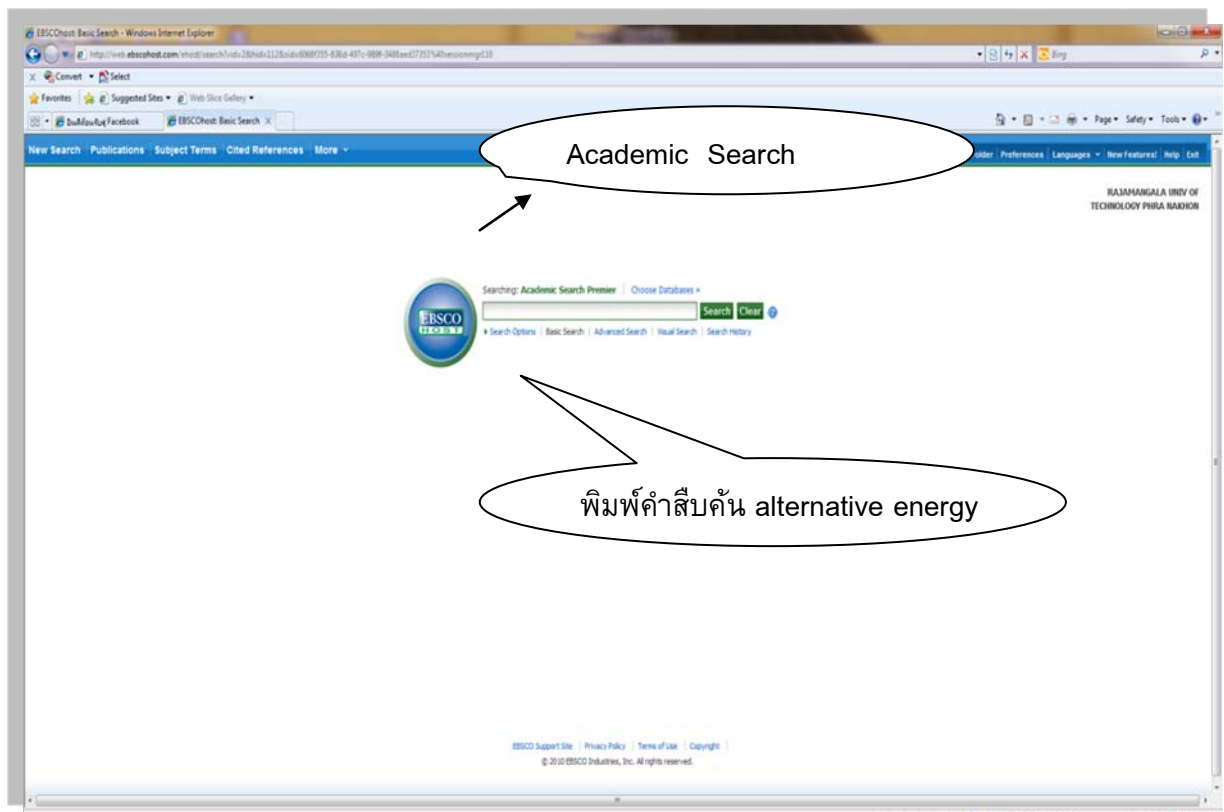 EBSCOhost: Basic Search - Windows Internet Explorer
Bing
Convert Select
Favorites Suggested Sites Web Slice Gallery
Facebook EBSCOhost: Basic Search Page Safety Tools
New Search Publications Subject Terms Cited References More Preferences Languages New Features! Help Exit
Academic Search
RAJAMANGALA UNIV OF
TECHNOLOGY PHRA NAKHON
Searching: Academic Search Premier Choose Databases »
EBSCO
HOST
Search Clear
Search Options Basic Search Advanced Search Visual Search Search History
พิมพ์คำสืบค้น alternative energy
EBSCO Support Site Privacy Policy Terms of Use Copyright
© 2010 EBSCO Industries, Inc. All rights reserved.